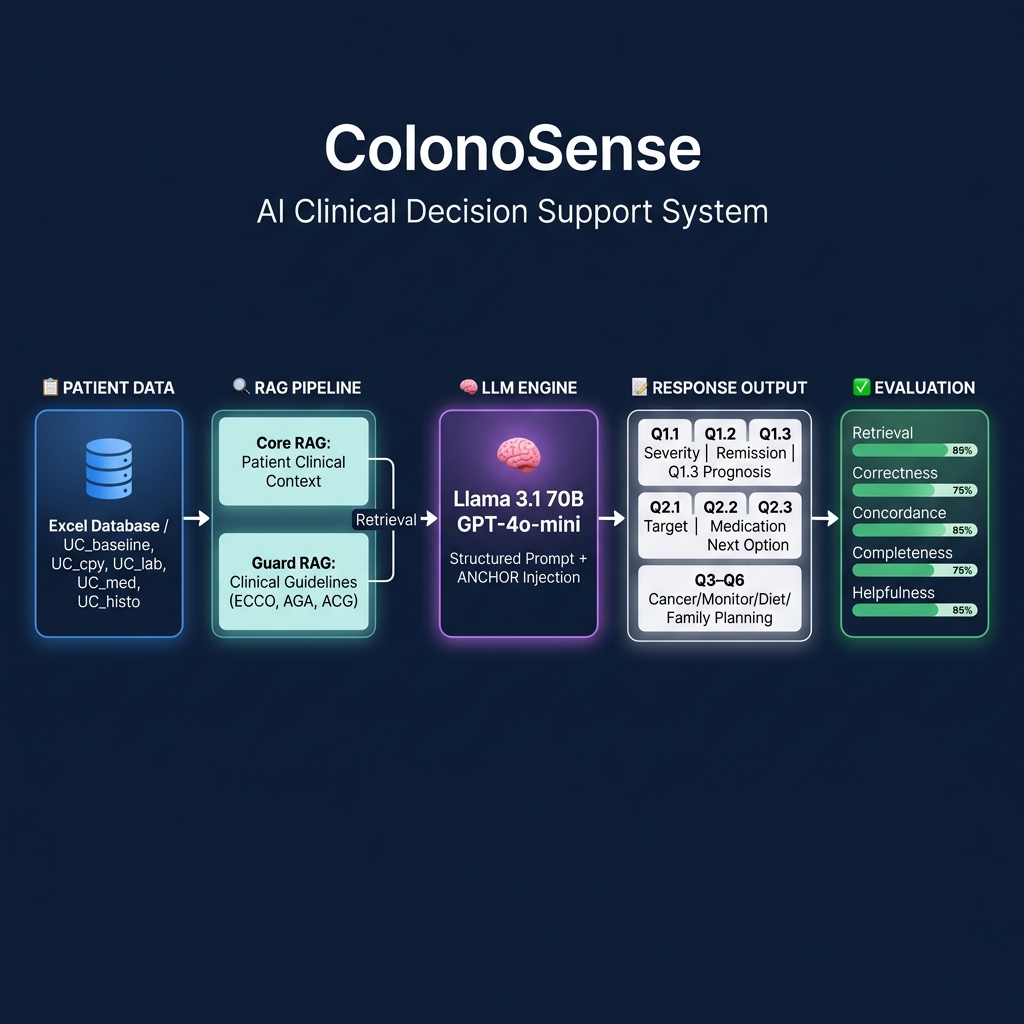 ColonoSense
AI Clinical Decision Support System
📋 PATIENT DATA
Excel Database /
UC_baseline,
UC_cpy, UC_lab,
UC_med,
UC_histo
🔍 RAG PIPELINE
Core RAG:
Patient Clinical
Context
Guard RAG:
Clinical Guidelines
(ECCO, AGA, ACG)
Retrieval
🧠 LLM ENGINE
Llama 3.1 70B
GPT-4o-mini
Structured Prompt +
ANCHOR Injection
📝 RESPONSE OUTPUT
Q1.1 Q1.2 Q1.3
Severity | Remission |
Q1.3 Prognosis
Q2.1 Q2.2 Q2.3
Target | Medication
Next Option
Q3–Q6
Cancer/Monitor/Diet/
Family Planning
✅ EVALUATION
Retrieval
89%
Correctness
75%
Concordance
85%
Completeness
75%
Helpfulness
85%